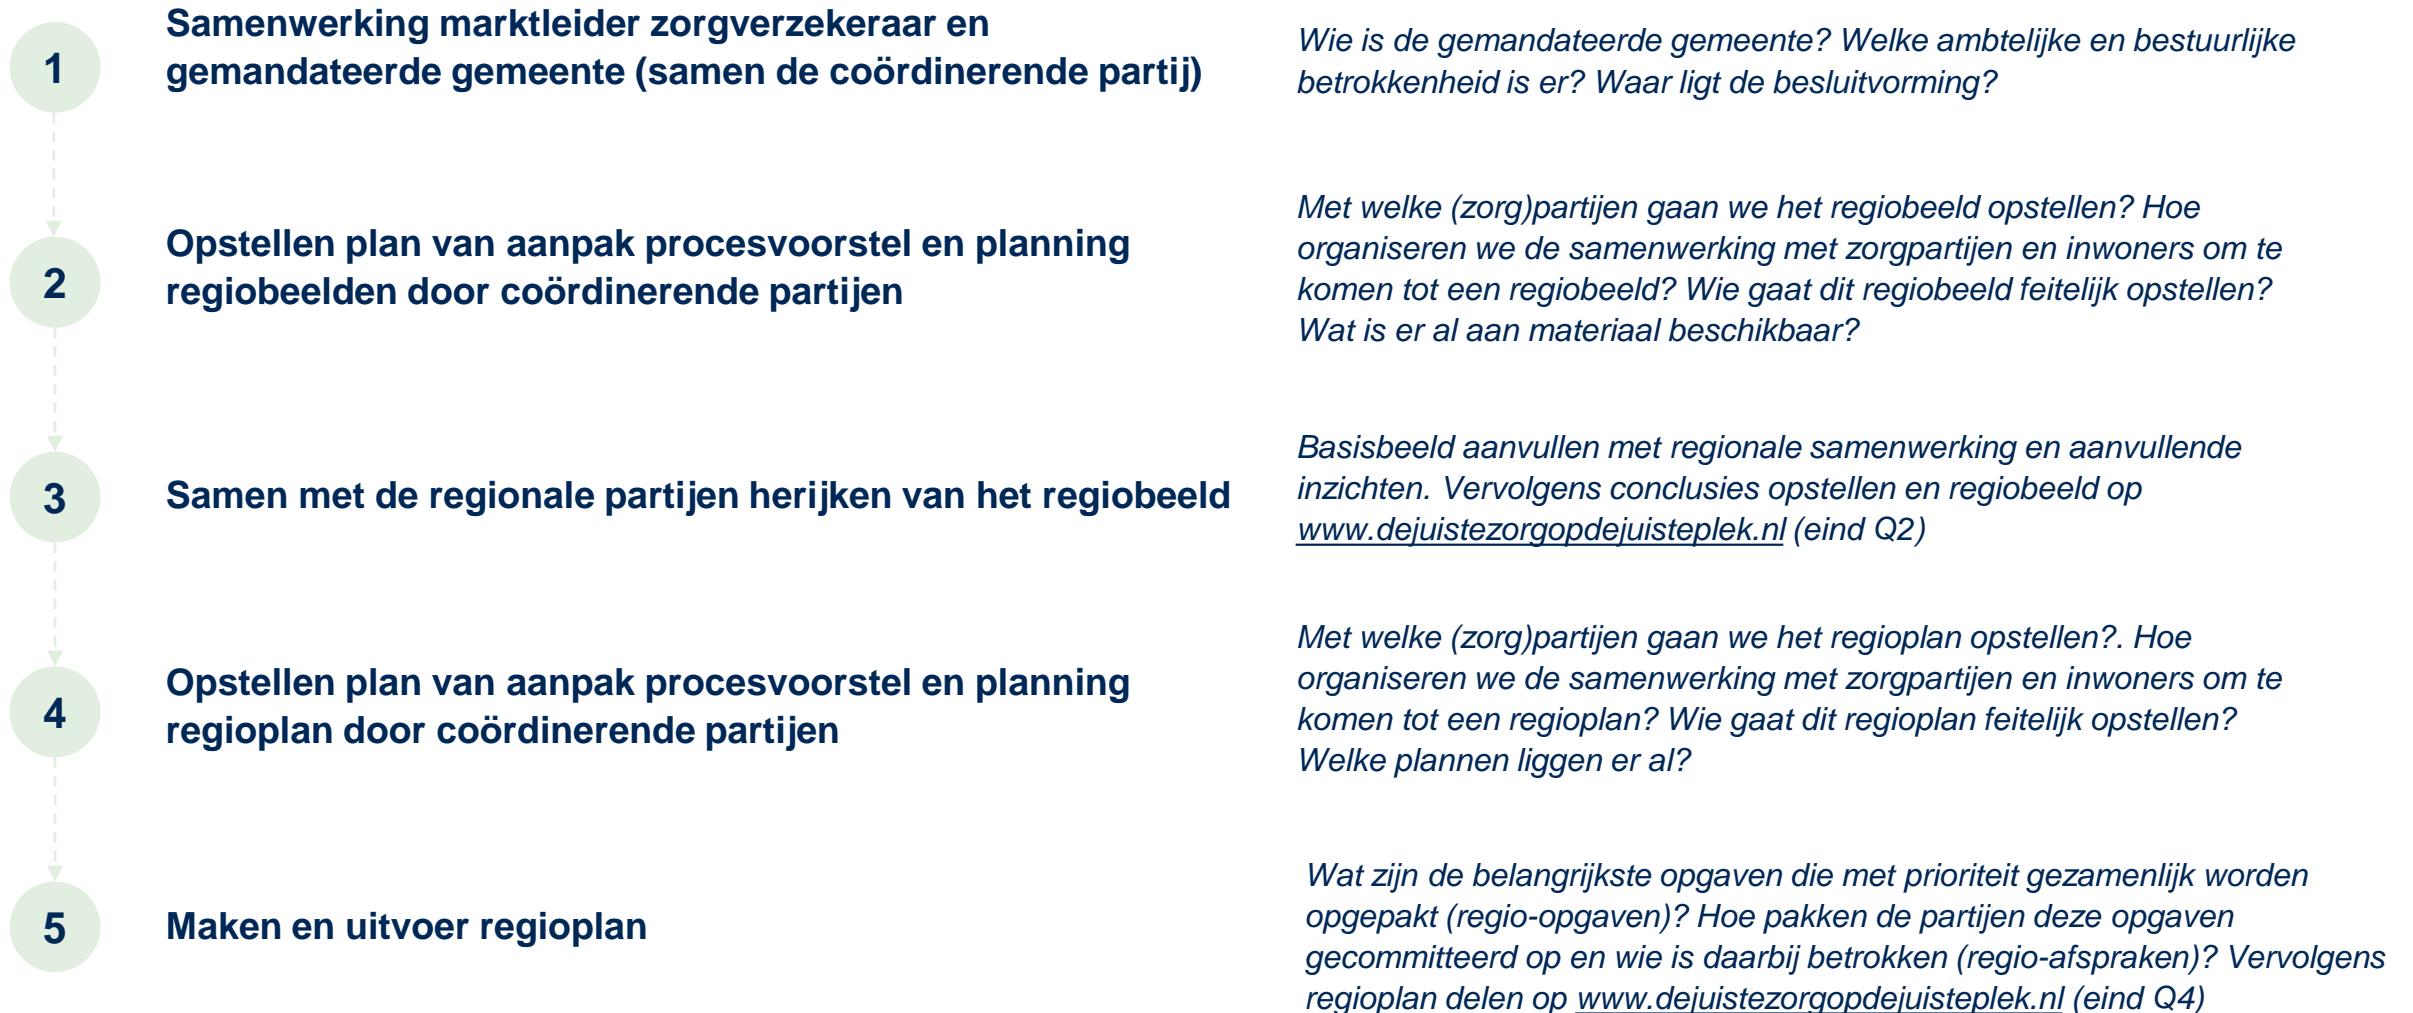 1
Samenwerking marktleider zorgverzekeraar en
gemandateerde gemeente (samen de coördinerende partij)
Wie is de gemandateerde gemeente? Welke ambtelijke en bestuurlijke
betrokkenheid is er? Waar ligt de besluitvorming?
2
Opstellen plan van aanpak procesvoorstel en planning
regiobeelden door coördinerende partijen
Met welke (zorg)partijen gaan we het regiobeeld opstellen? Hoe
organiseren we de samenwerking met zorgpartijen en inwoners om te
komen tot een regiobeeld? Wie gaat dit regiobeeld feitelijk opstellen?
Wat is er al aan materiaal beschikbaar?
3
Samen met de regionale partijen herijken van het regiobeeld
Basisbeeld aanvullen met regionale samenwerking en aanvullende
inzichten. Vervolgens conclusies opstellen en regiobeeld op
www.dejuistezorgopdejuisteplek.nl (eind Q2)
4
Opstellen plan van aanpak procesvoorstel en planning
regioplan door coördinerende partijen
Met welke (zorg)partijen gaan we het regioplan opstellen?. Hoe
organiseren we de samenwerking met zorgpartijen en inwoners om te
komen tot een regioplan? Wie gaat dit regioplan feitelijk opstellen?
Welke plannen liggen er al?
5
Maken en uitvoer regioplan
Wat zijn de belangrijkste opgaven die met prioriteit gezamenlijk worden
opgepakt (regio-opgaven)? Hoe pakken de partijen deze opgaven
gecommitteerd op en wie is daarbij betrokken (regio-afspraken)? Vervolgens
regioplan delen op www.dejuistezorgopdejuisteplek.nl (eind Q4)